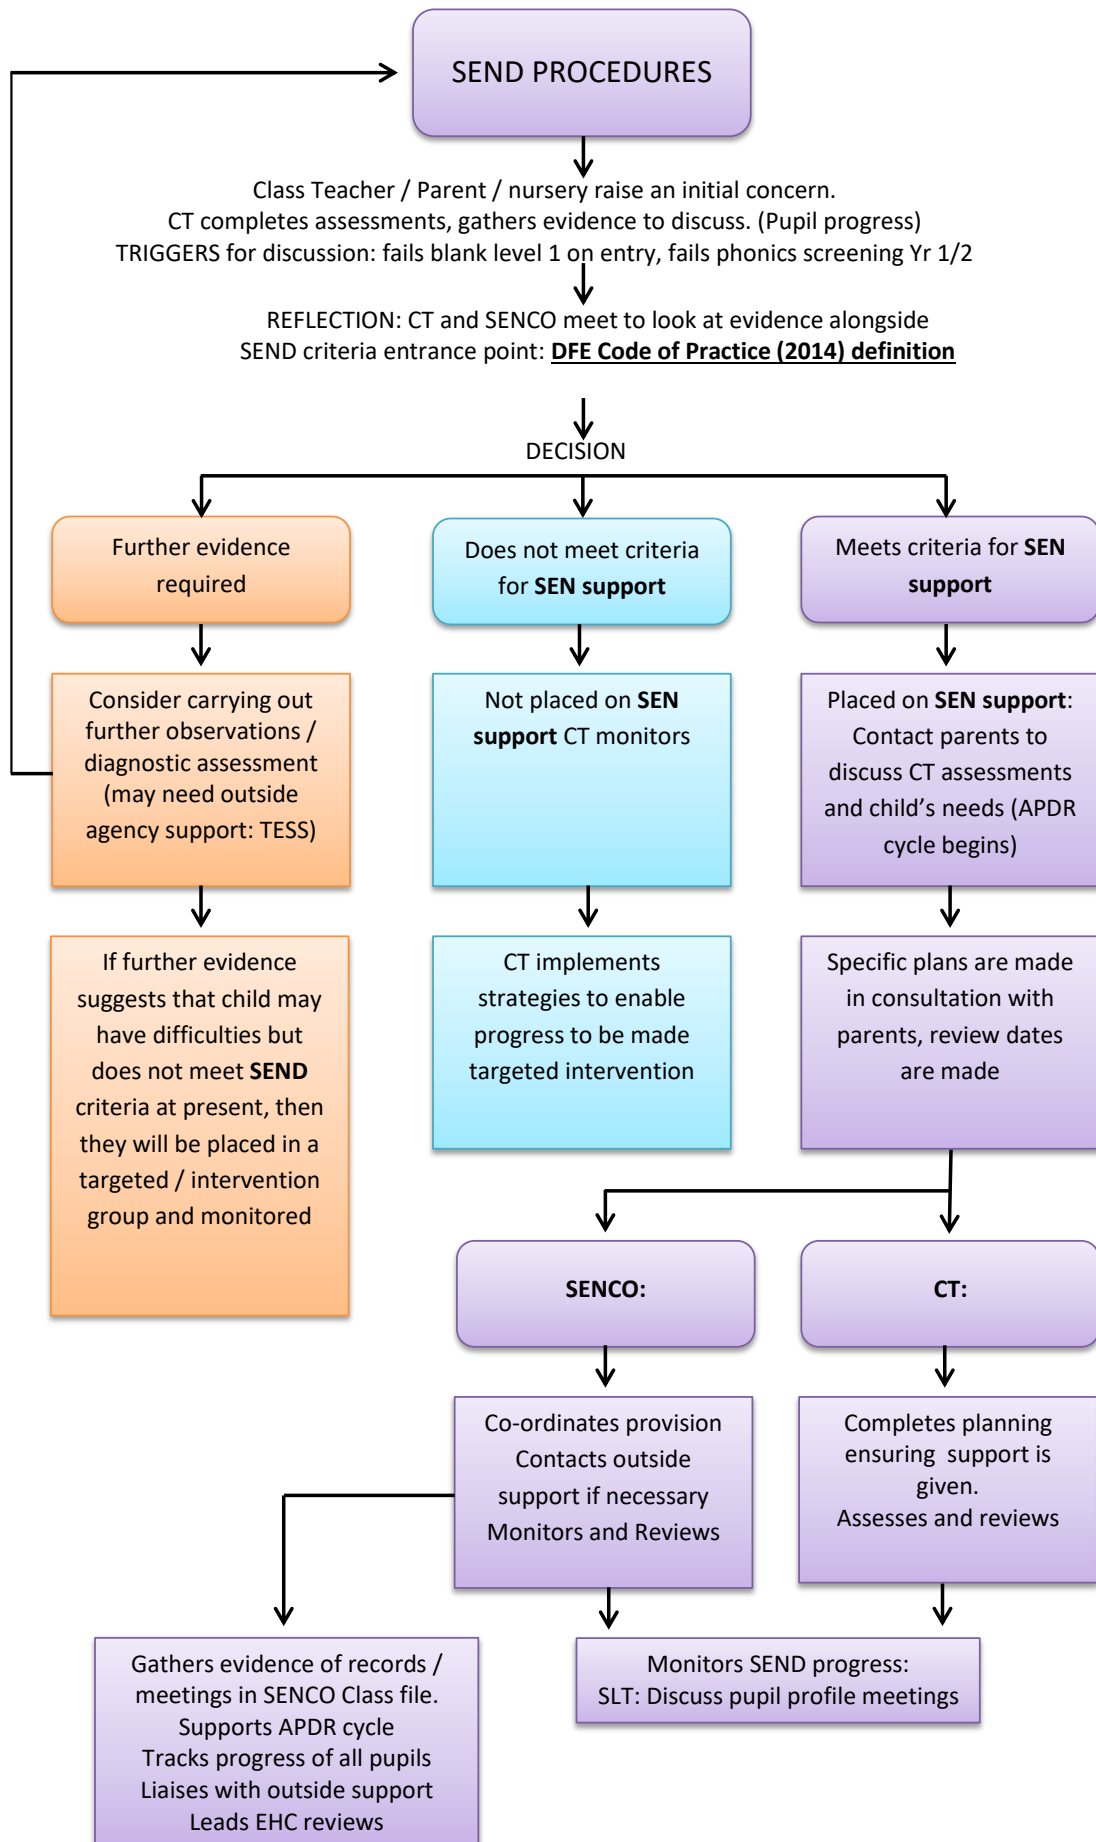 SEND PROCEDURES
Class Teacher / Parent / nursery raise an initial concern.
CT completes assessments, gathers evidence to discuss. (Pupil progress)
TRIGGERS for discussion: fails blank level 1 on entry, fails phonics screening Yr 1/2
REFLECTION: CT and SENCO meet to look at evidence alongside
SEND criteria entrance point: DFE Code of Practice (2014) definition
DECISION
Further evidence
required
Does not meet criteria
for SEN support
Meets criteria for SEN
support
Consider carrying out
further observations /
diagnostic assessment
(may need outside
agency support: TESS)
Not placed on SEN
support CT monitors
Placed on SEN support:
Contact parents to
discuss CT assessments
and child’s needs (APDR
cycle begins)
If further evidence
suggests that child may
have difficulties but
does not meet SEND
criteria at present, then
they will be placed in a
targeted / intervention
group and monitored
CT implements
strategies to enable
progress to be made
targeted intervention
Specific plans are made
in consultation with
parents, review dates
are made
SENCO:
CT:
Co-ordinates provision
Contacts outside
support if necessary
Monitors and Reviews
Completes planning
ensuring  support is
given.
Assesses and reviews
Gathers evidence of records /
meetings in SENCO Class file.
Supports APDR cycle
Tracks progress of all pupils
Liaises with outside support
Leads EHC reviews
Monitors SEND progress:
SLT: Discuss pupil profile meetings